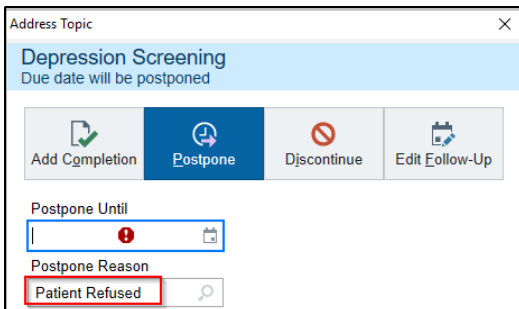 Address Topic
Depression Screening
Due date will be postponed
Add Completion
Postpone
Discontinue
Edit Follow-Up
Postpone Until
Postpone Reason
Patient Refused